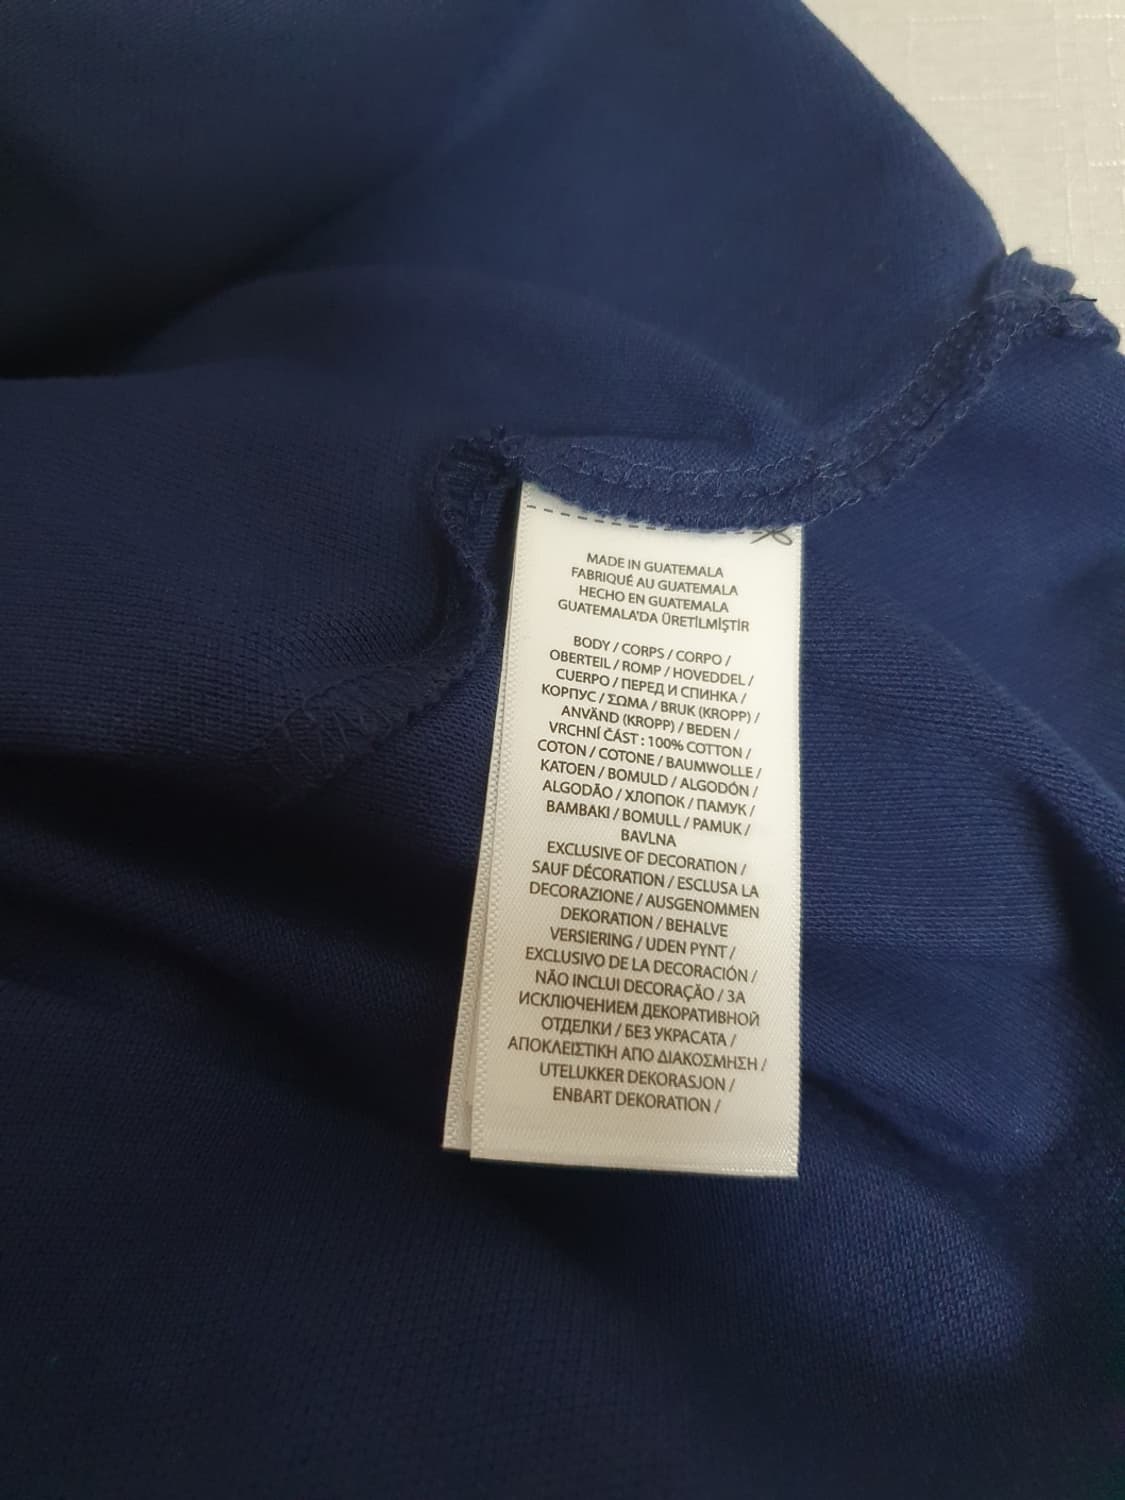 MADE IN GUATEMALA
FABRIQUÉ AU GUATEMALA
HECHO EN GUATEMALA
GUATEMALA'DA ÜRETİLMİŞTİR
BODY / CORPS / CORPO /
OBERTEIL / ROMP / HOVEDDEL /
CUERPO / ПЕРЕД И СПИНКА /
КОРПУС / ΣΩΜΑ / BRUK (KROPP) /
ANVÄND (KROPP) / BEDEN /
VRCHNÍ ČÁST : 100% COTTON /
COTON / COTONE / BAUMWOLLE /
KATOEN / BOMULD / ALGODÓN /
ALGODÃO / ХЛОПОК / ПАМУК /
BAMBAKI / BOMULL / PAMUK /
BAVLNA
EXCLUSIVE OF DECORATION /
SAUF DÉCORATION / ESCLUSA LA
DECORAZIONE / AUSGENOMMEN
DEKORATION / BEHALVE
VERSIERING / UDEN PYNT /
EXCLUSIVO DE LA DECORACIÓN /
NÃO INCLUI DECORAÇÃO / ЗА
ИСКЛЮЧЕНИЕМ ДЕКОРАТИВНОЙ
ОТДЕЛКИ / БЕЗ УКРАСАТА /
ΑΠΟΚΛΕΙΣΤΙΚΗ ΑΠΟ ΔΙΑΚΟΣΜΗΣΗ /
UTELUKKER DEKORASJON /
ENBART DEKORATION /